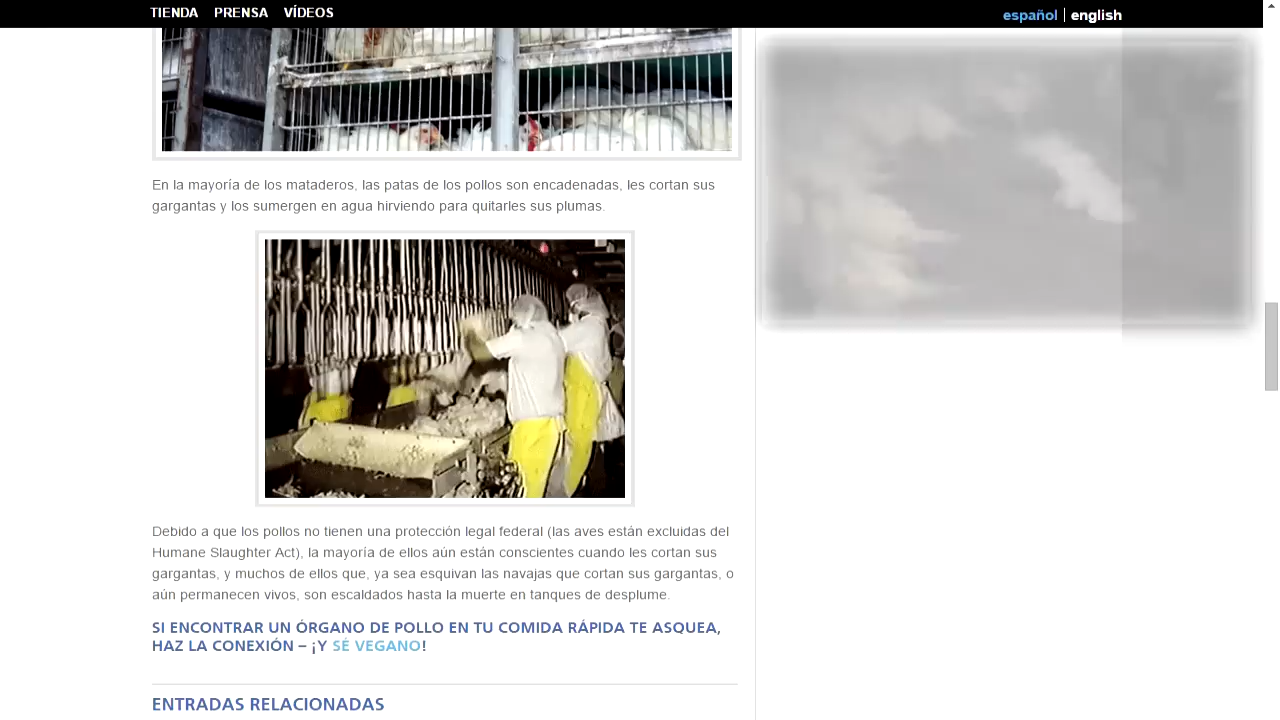 TIENDA PRENSA VÍDEOS
español | english
En la mayoría de los mataderos, las patas de los pollos son encadenadas, les cortan sus
gargantas y los sumergen en agua hirviendo para quitarles sus plumas.
Debido a que los pollos no tienen una protección legal federal (las aves están excluidas del
Humane Slaughter Act), la mayoría de ellos aún están conscientes cuando les cortan sus
gargantas, y muchos de ellos que, ya sea esquivan las navajas que cortan sus gargantas, o
aún permanecen vivos, son escaldados hasta la muerte en tanques de desplume.
SI ENCONTRAR UN ÓRGANO DE POLLO EN TU COMIDA RÁPIDA TE ASQUEA,
HAZ LA CONEXIÓN – ¡Y SÉ VEGANO!
ENTRADAS RELACIONADAS